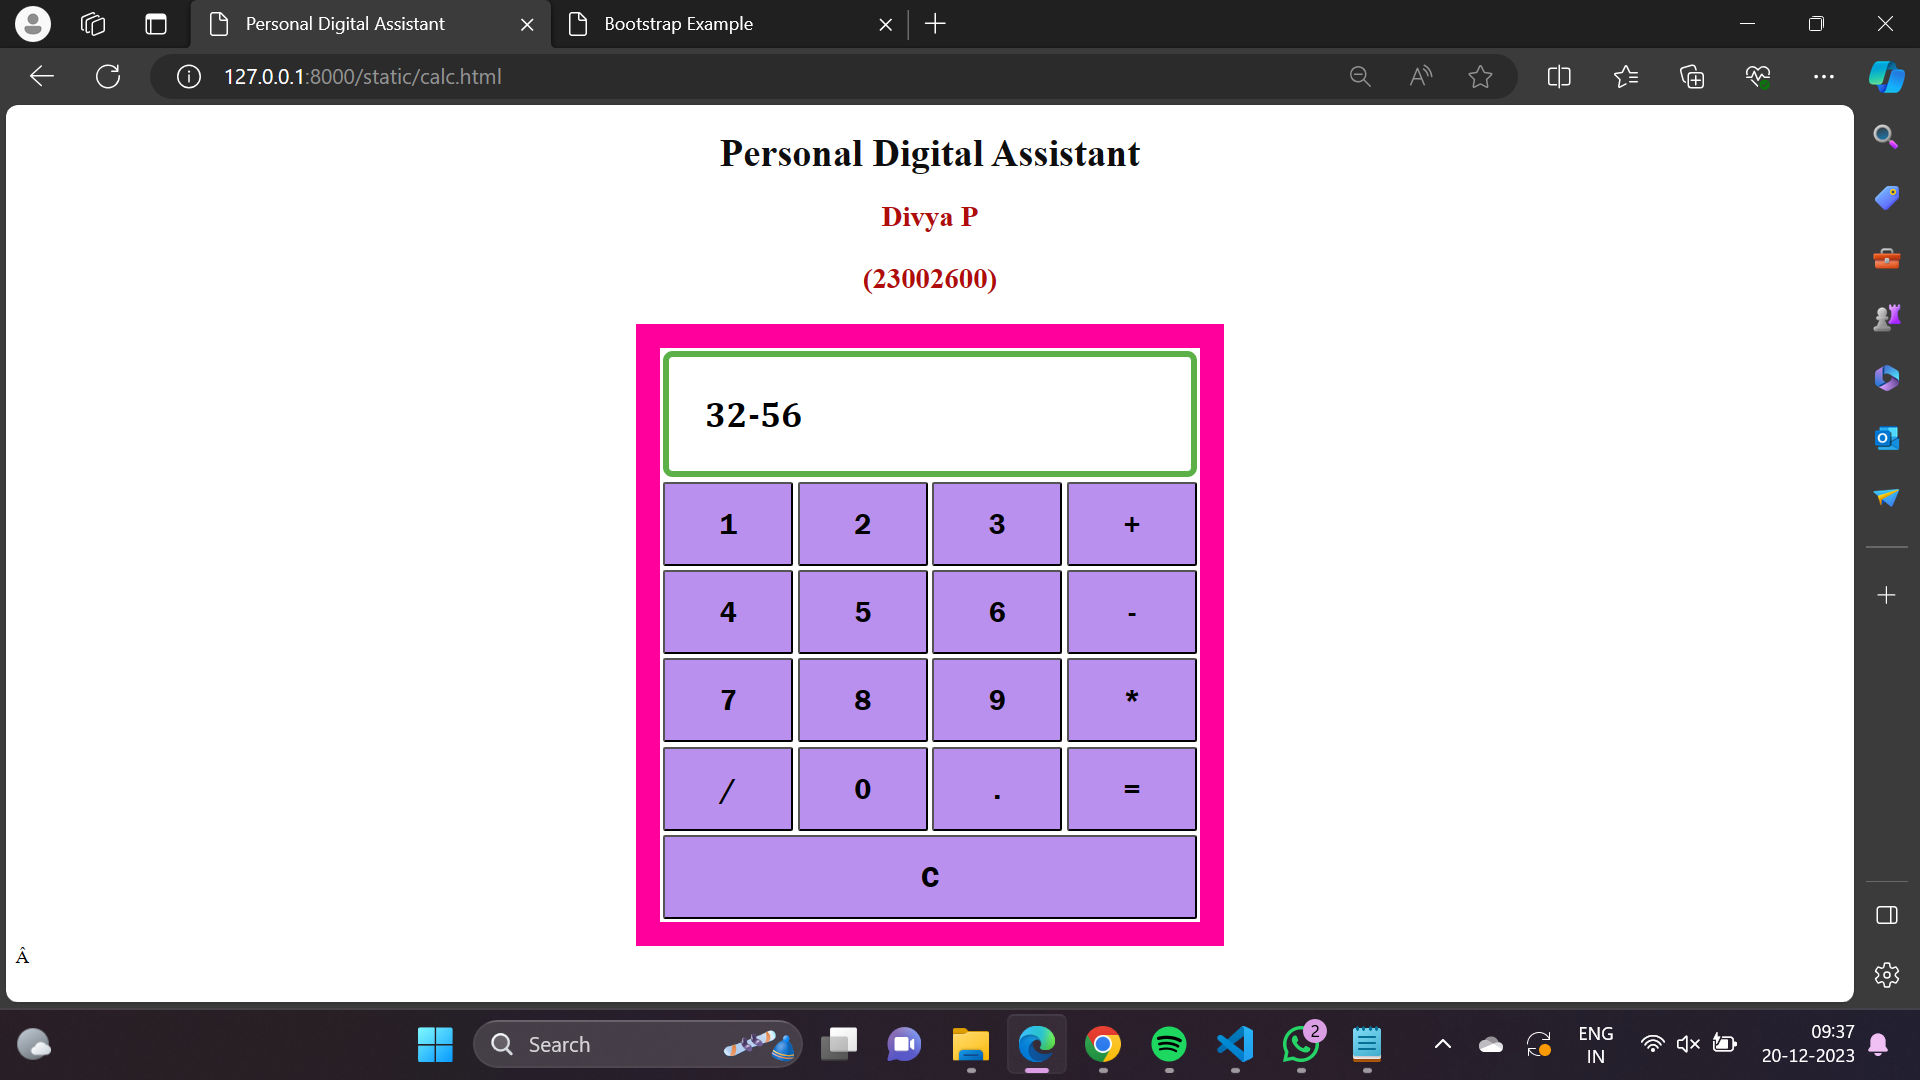 Personal Digital Assistant
Bootstrap Example
127.0.0.1:8000/static/calc.html
Personal Digital Assistant
Divya P
(23002600)
32-56
1 2 3 +
4 5 6 -
7 8 9 *
/ 0 . =
C
Â
Search
2
ENG
IN
09:37
20-12-2023